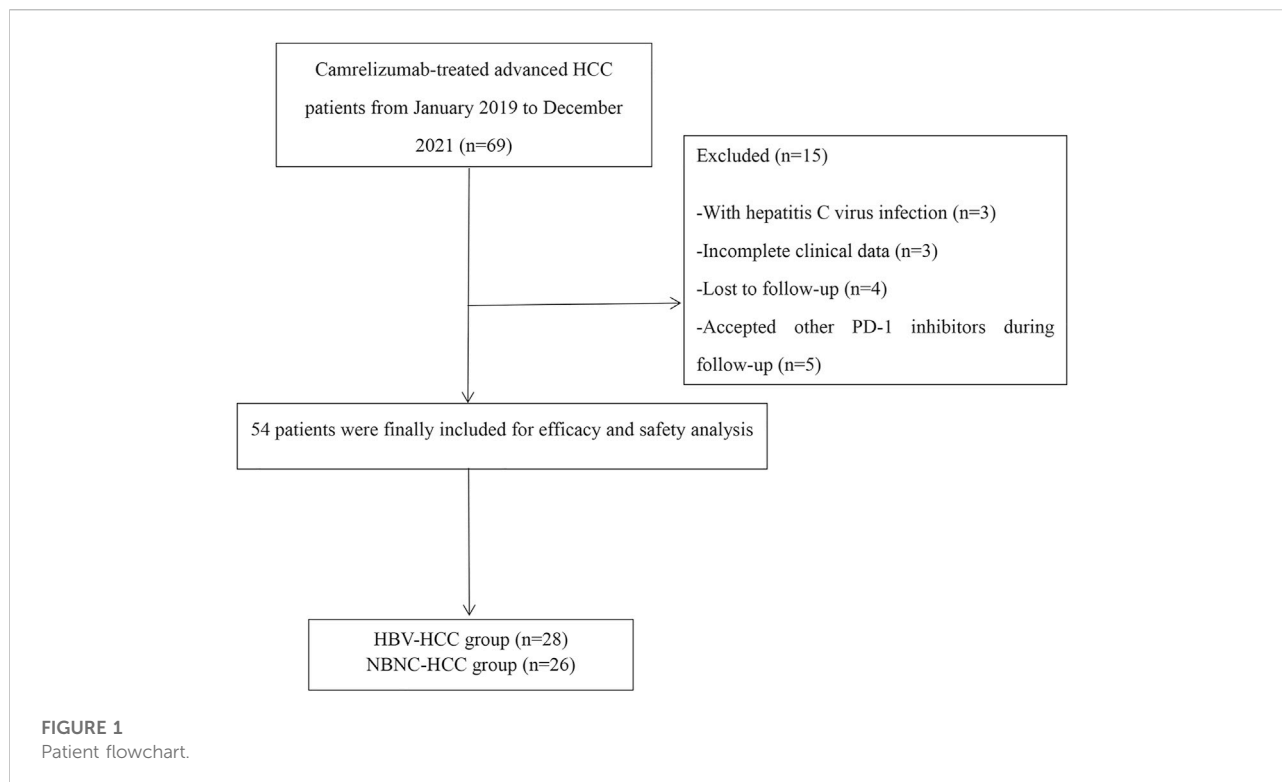 Camrelizumab-treated advanced HCC
patients from January 2019 to December
2021 (n=69)
Excluded (n=15)
-With hepatitis C virus infection (n=3)
-Incomplete clinical data (n=3)
-Lost to follow-up (n=4)
-Accepted other PD-1 inhibitors during
follow-up (n=5)
54 patients were finally included for efficacy and safety analysis
HBV-HCC group (n=28)
NBNC-HCC group (n=26)
FIGURE 1
Patient flowchart.